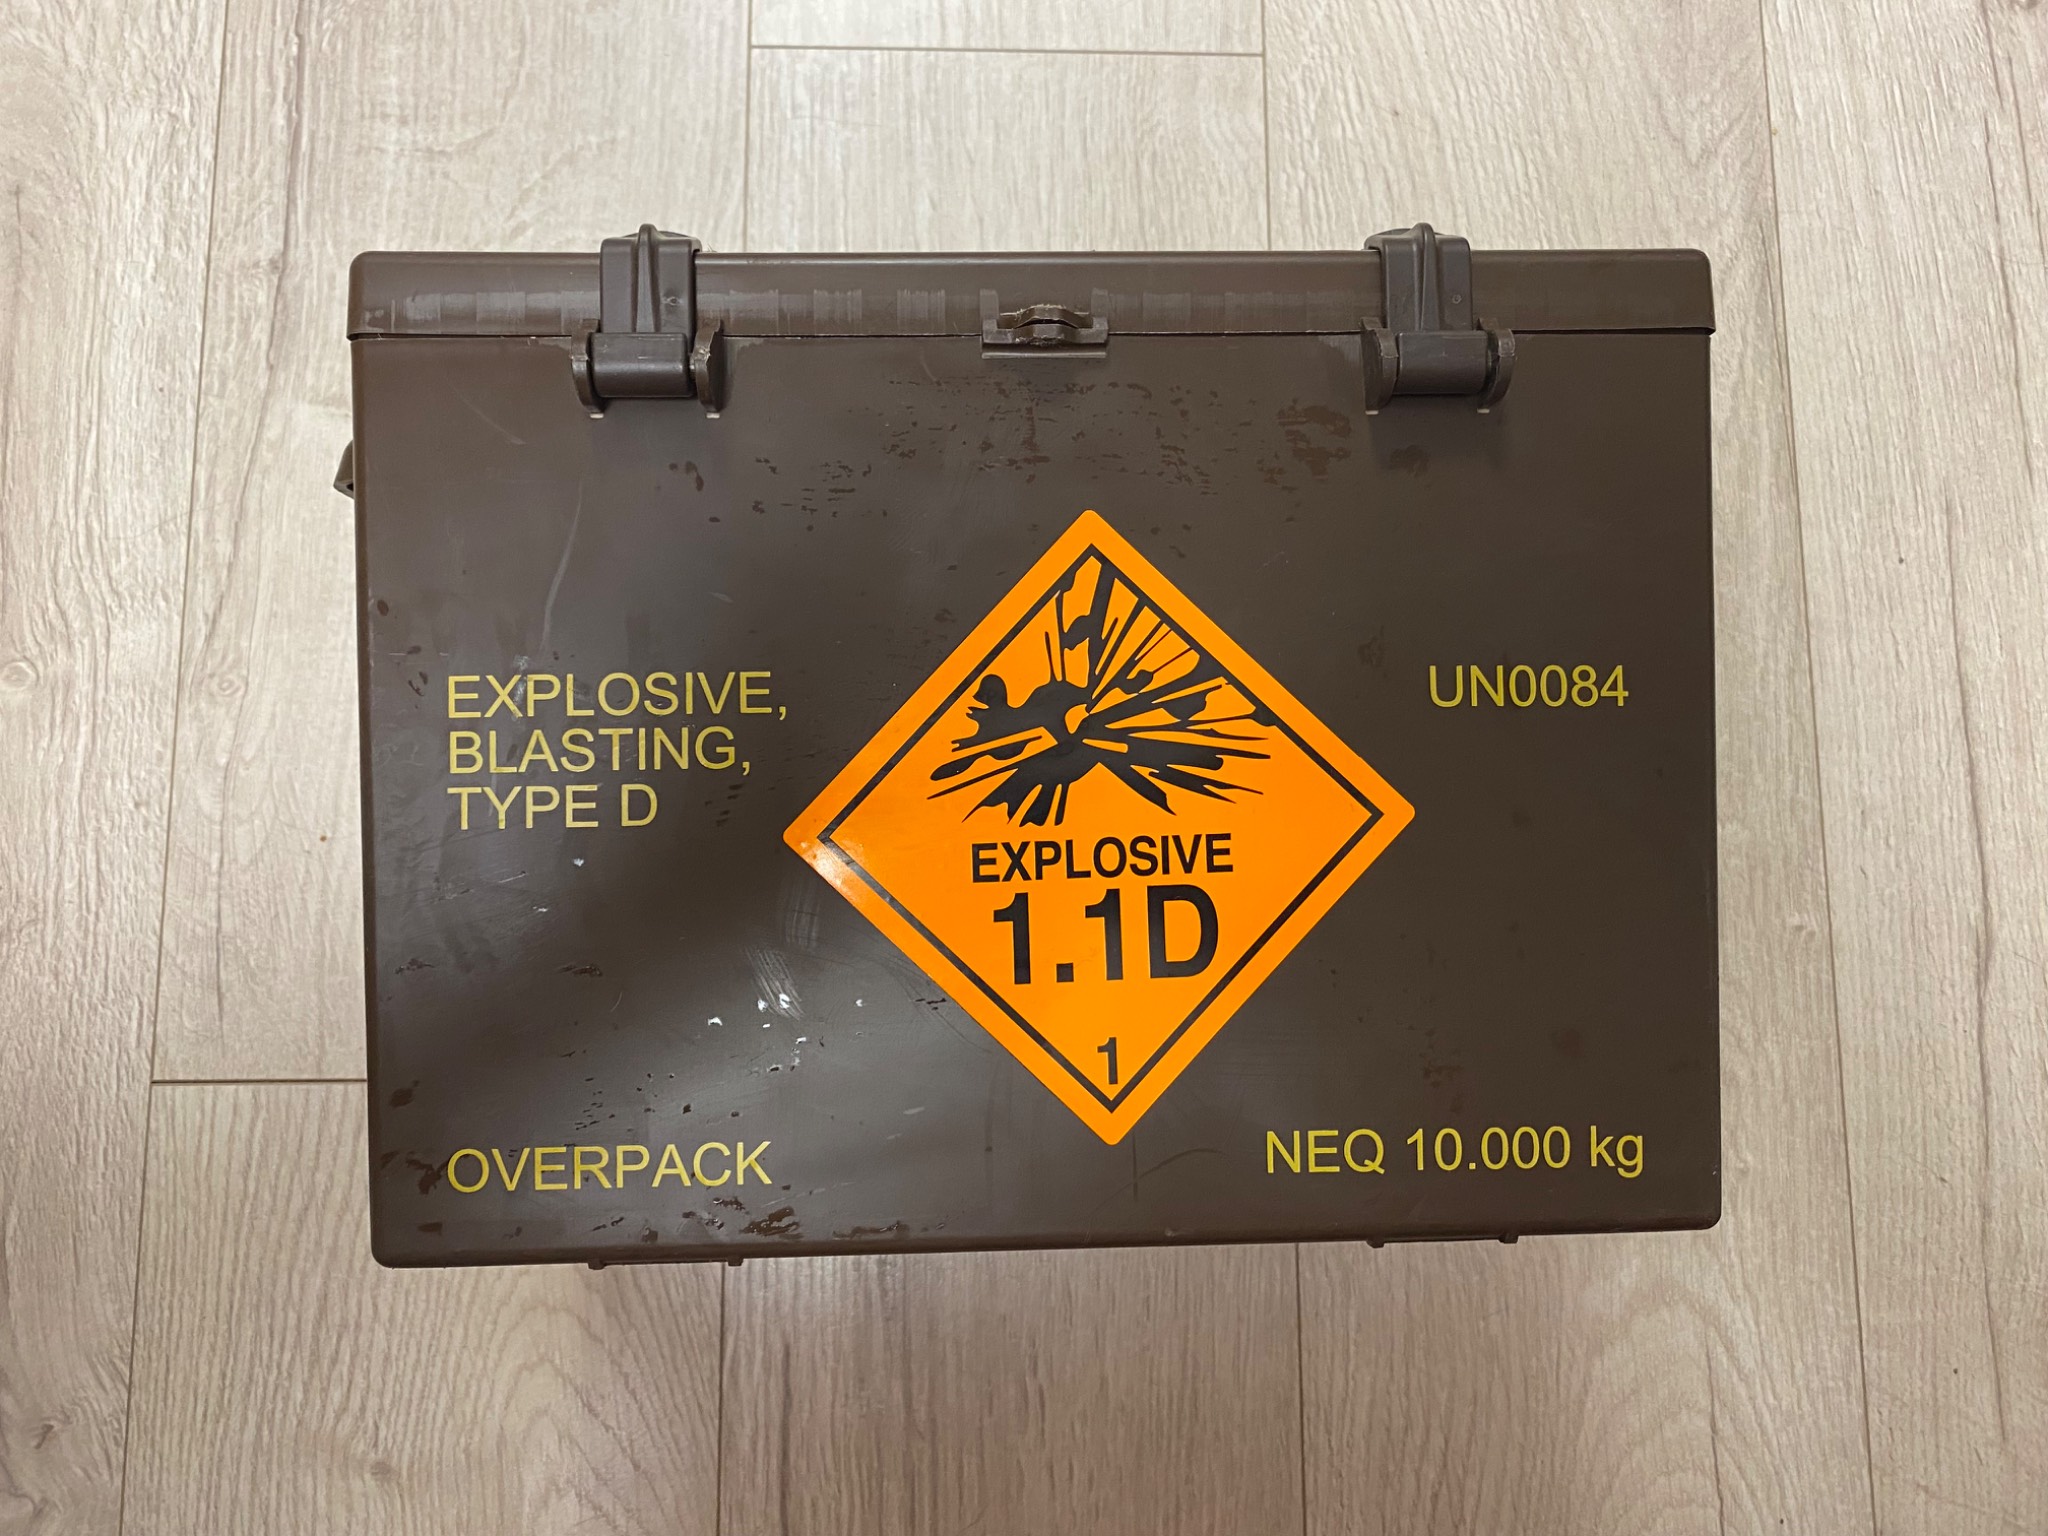 EXPLOSIVE,
BLASTING,
TYPE D
UN0084
EXPLOSIVE
1.1D
1
OVERPACK
NEQ 10.000 kg